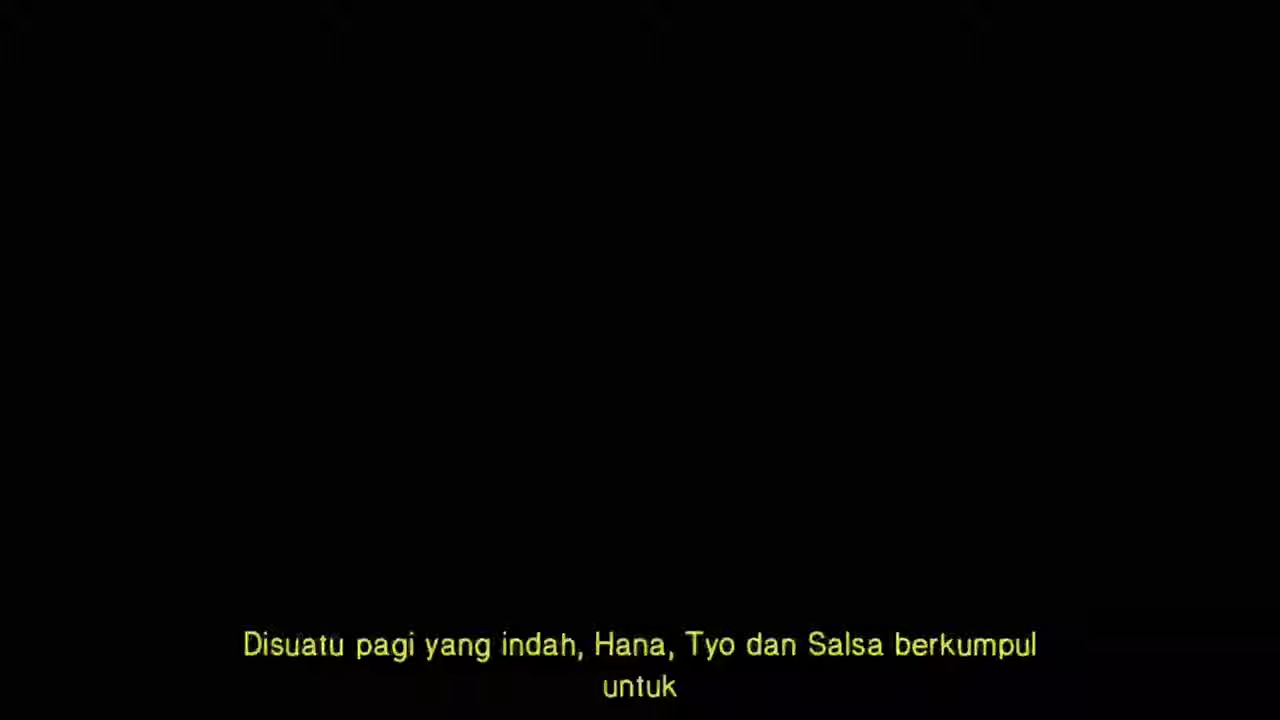 Disuatu pagi yang indah, Hana, Tyo dan Salsa berkumpul
untuk